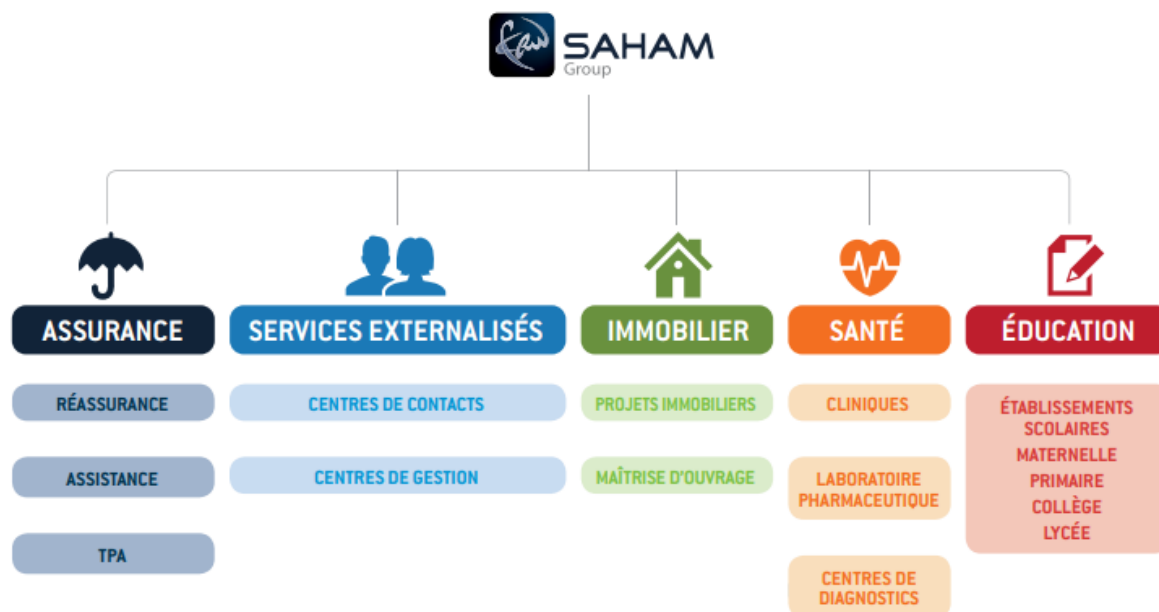 SAHAM
Group
ASSURANCE
RÉASSURANCE
ASSISTANCE
TPA
SERVICES EXTERNALISÉS
CENTRES DE CONTACTS
CENTRES DE GESTION
IMMOBILIER
PROJETS IMMOBILIERS
MAÎTRISE D'OUVRAGE
SANTÉ
CLINIQUES
LABORATOIRE
PHARMACEUTIQUE
CENTRES DE
DIAGNOSTICS
ÉDUCATION
ÉTABLISSEMENTS
SCOLAIRES
MATERNELLE
PRIMAIRE
COLLÈGE
LYCÉE